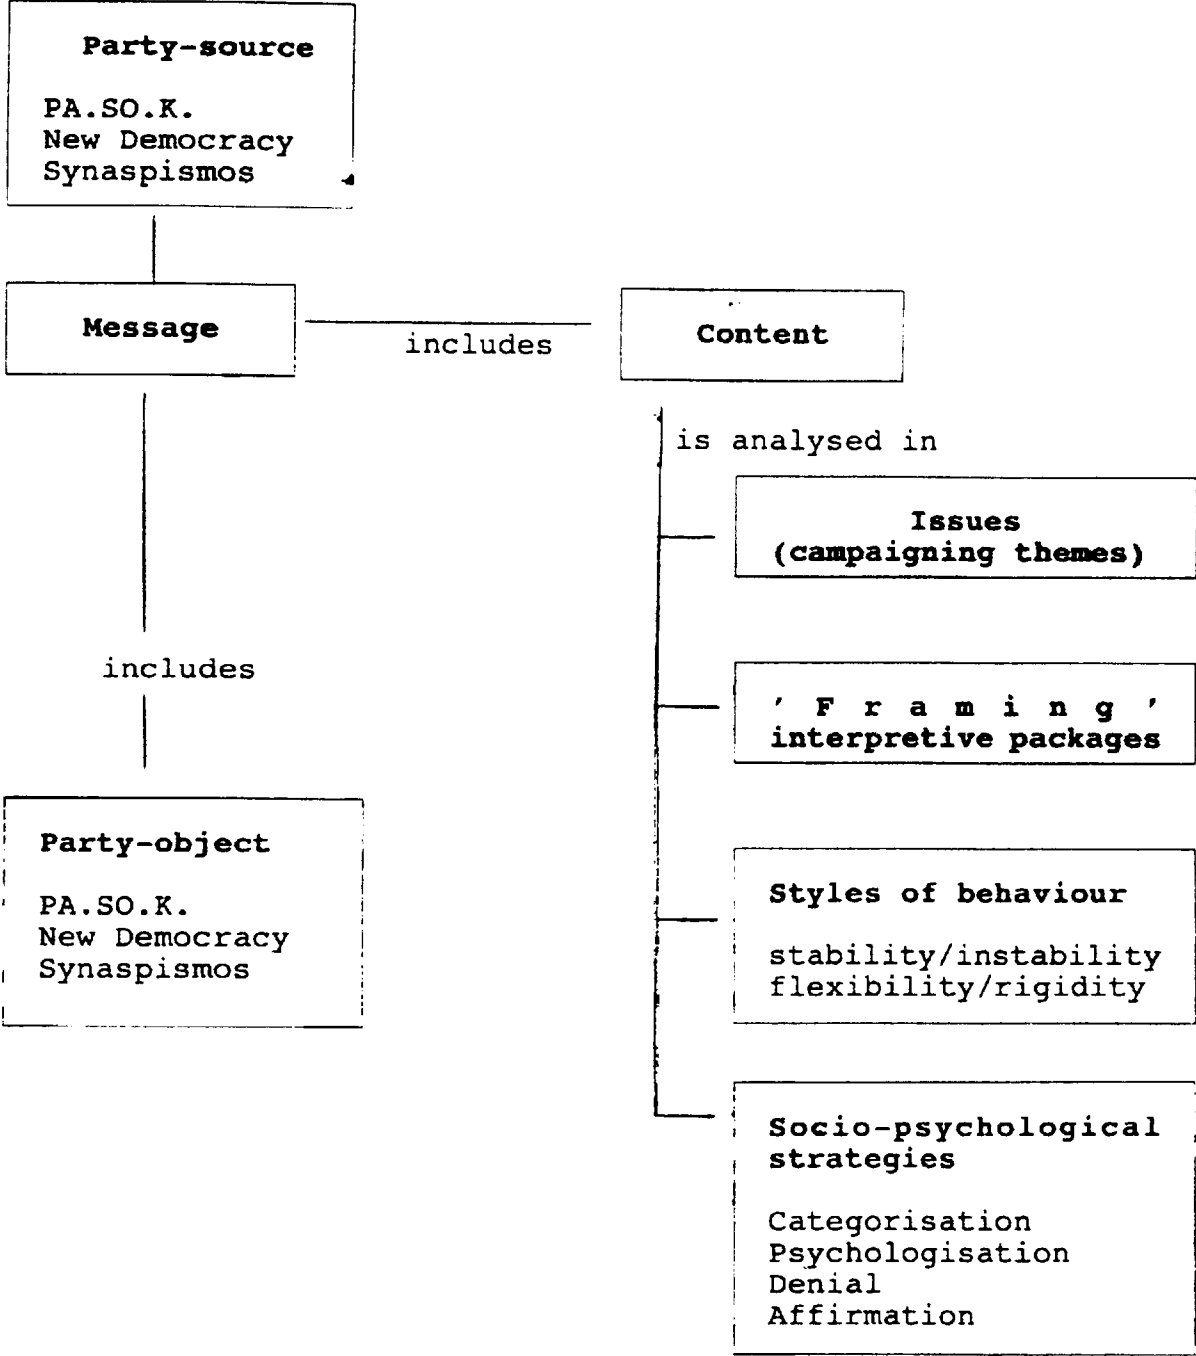 Party-source
PA.SO.K.
New Democracy
Synaspismos
Message
includes
Content
is analysed in
Issues
(campaigning themes)
' F r a m i n g '
interpretive packages
includes
Party-object
PA.SO.K.
New Democracy
Synaspismos
Styles of behaviour
stability/instability
flexibility/rigidity
Socio-psychological
strategies
Categorisation
Psychologisation
Denial
Affirmation